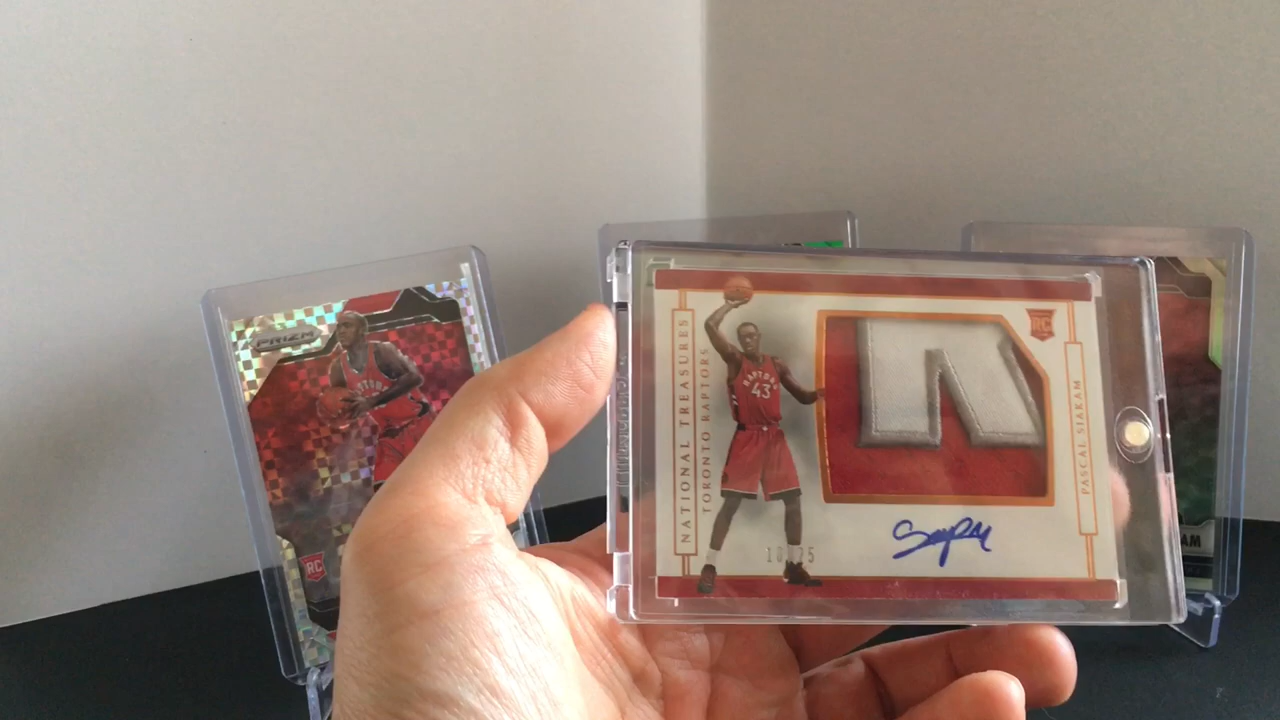 PRIZM
RC
NATIONAL TREASURES
TORONTO RAPTORS
RAPTORS
43
RC
PASCAL SIAKAM
AM